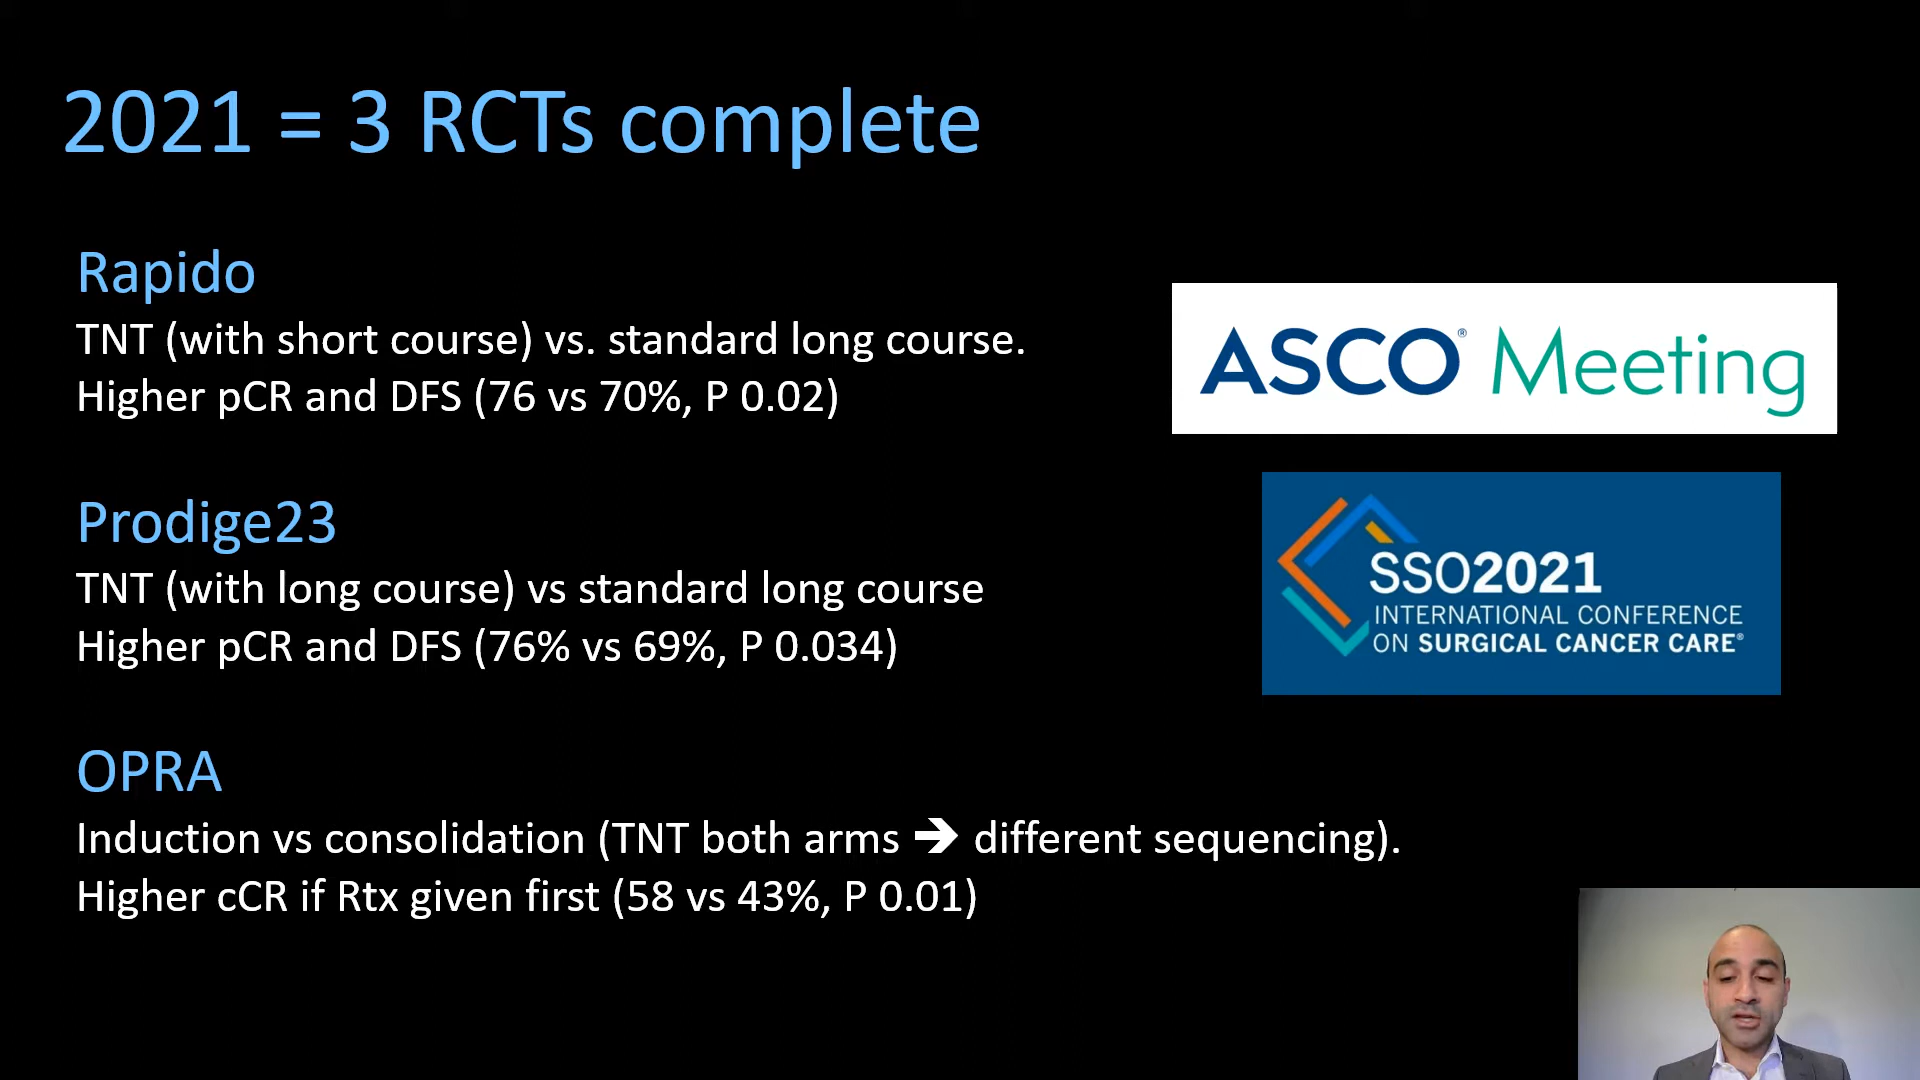 2021 = 3 RCTs complete
Rapido
TNT (with short course) vs. standard long course.
Higher pCR and DFS (76 vs 70%, P 0.02)
Prodige23
TNT (with long course) vs standard long course
Higher pCR and DFS (76% vs 69%, P 0.034)
OPRA
Induction vs consolidation (TNT both arms ➔ different sequencing).
Higher cCR if Rtx given first (58 vs 43%, P 0.01)
ASCO® Meeting
SSO2021
INTERNATIONAL CONFERENCE
ON SURGICAL CANCER CARE®